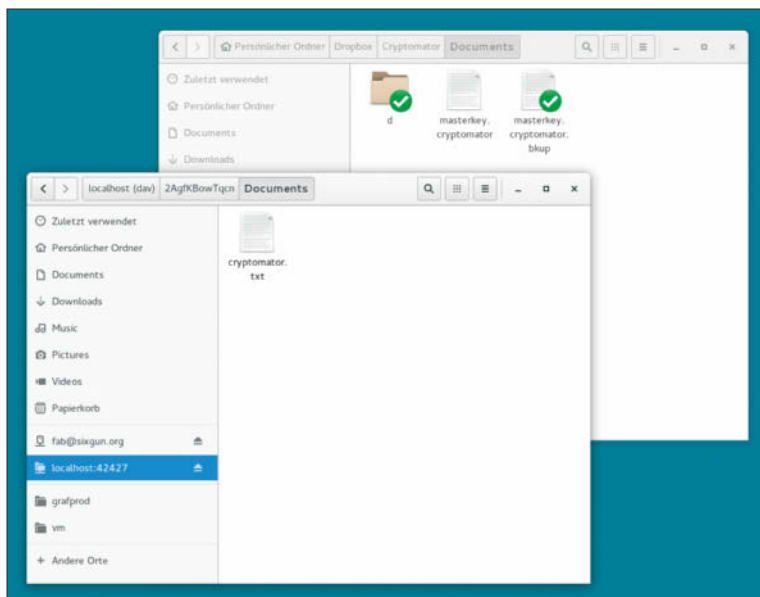 Persönlicher Ordner Dropbox Cryptomator Documents
Zuletzt verwendet
Persönlicher Ordner
Documents
Downloads
d
masterkey.
cryptomator
masterkey.
cryptomator.
bkup
localhost (dav) 2AgfKBowTqcn Documents
Zuletzt verwendet
Persönlicher Ordner
Documents
Downloads
Music
Pictures
Videos
Papierkorb
fab@sixgun.org
localhost:42427
grafprod
vm
Andere Orte
cryptomator.
txt